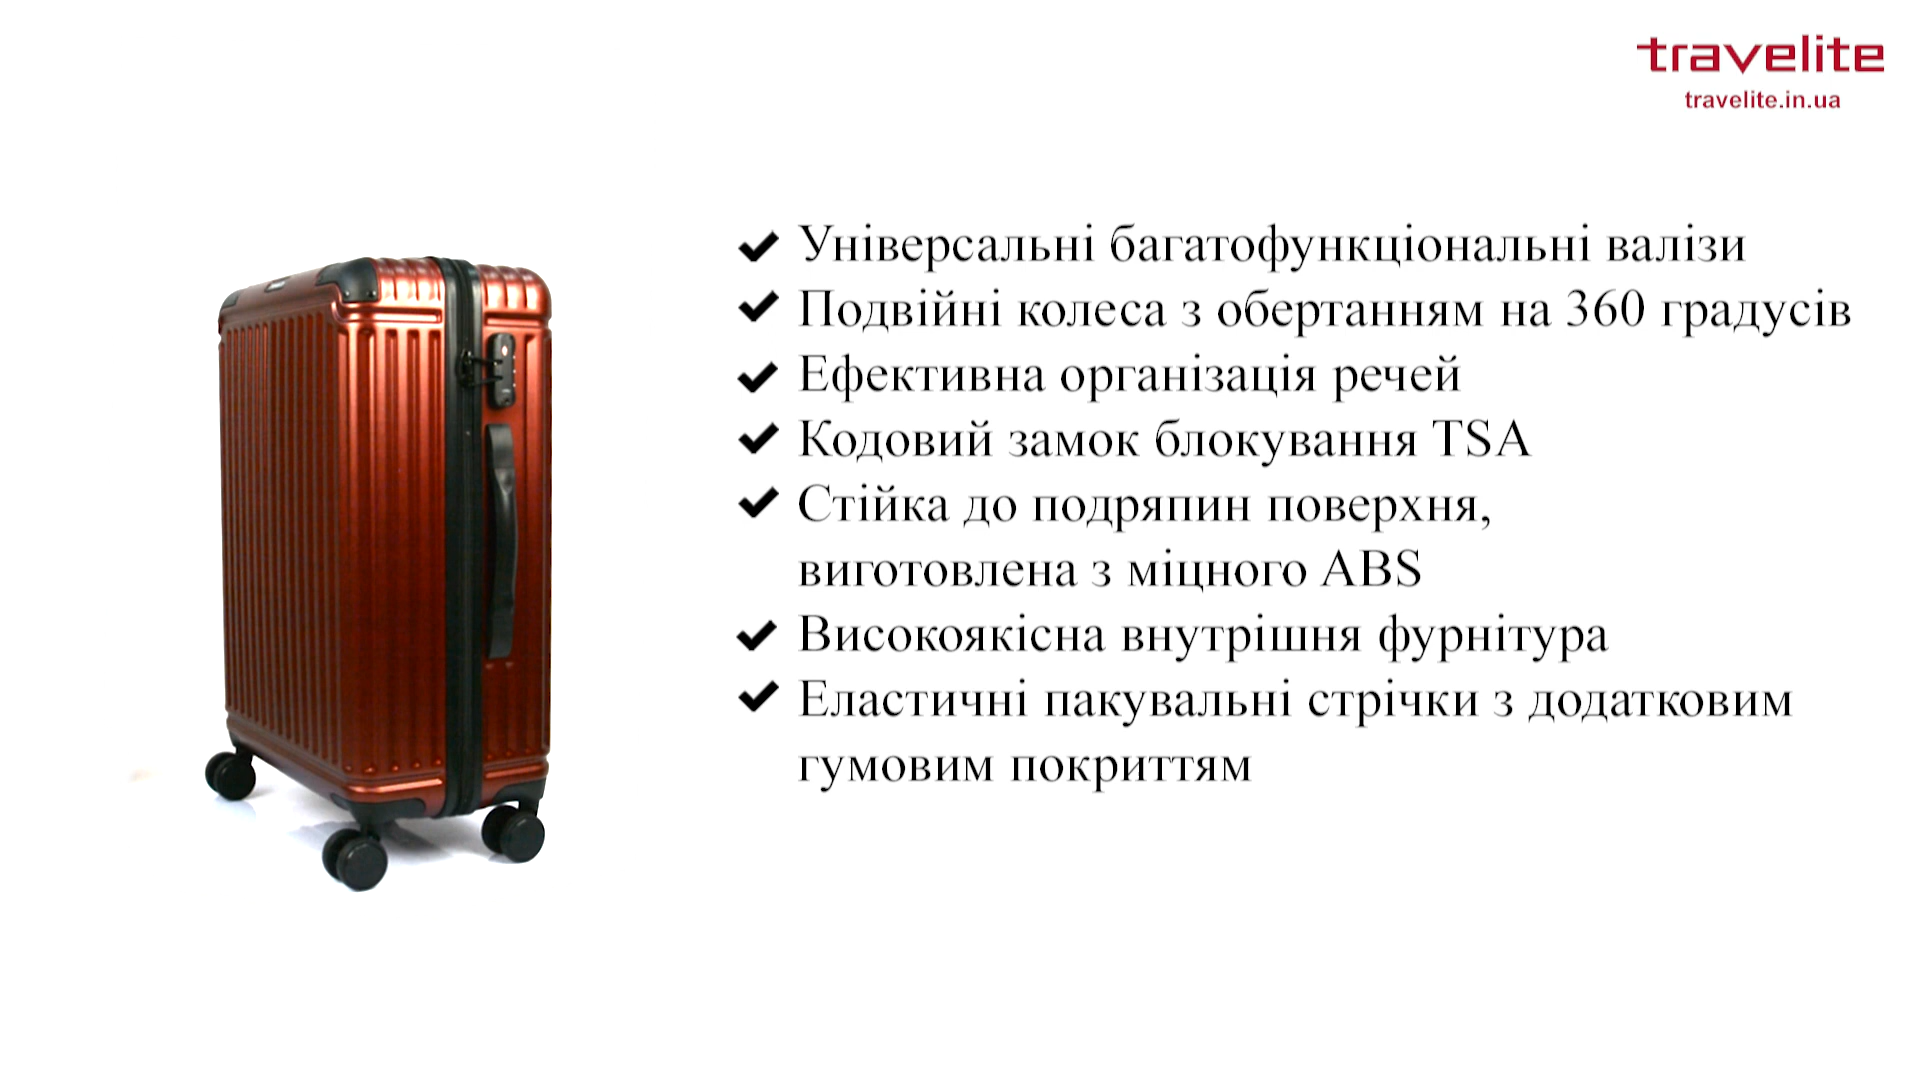 travelite
travelite.in.ua
Універсальні багатофункціональні валізи
Подвійні колеса з обертанням на 360 градусів
Ефективна організація речей
Кодовий замок блокування TSA
Стійка до подряпин поверхня,
виготовлена з міцного ABS
Високоякісна внутрішня фурнітура
Еластичні пакувальні стрічки з додатковим
гумовим покриттям